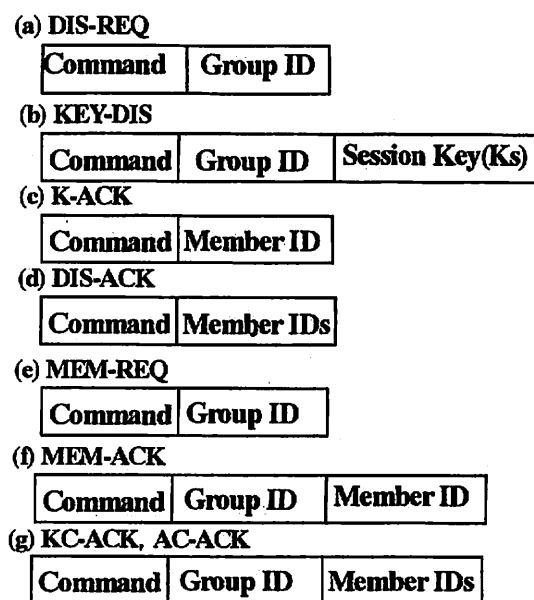 (a) DIS-REQ
Command Group ID
(b) KEY-DIS
Command Group ID Session Key(Ks)
(c) K-ACK
Command Member ID
(d) DIS-ACK
Command Member IDs
(e) MEM-REQ
Command Group ID
(f) MEM-ACK
Command Group ID Member ID
(g) KC-ACK, AC-ACK
Command Group ID Member IDs